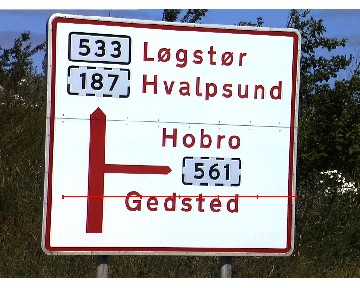 533 Løgstør
187 Hvalpsund
Hobro
561
Gedsted